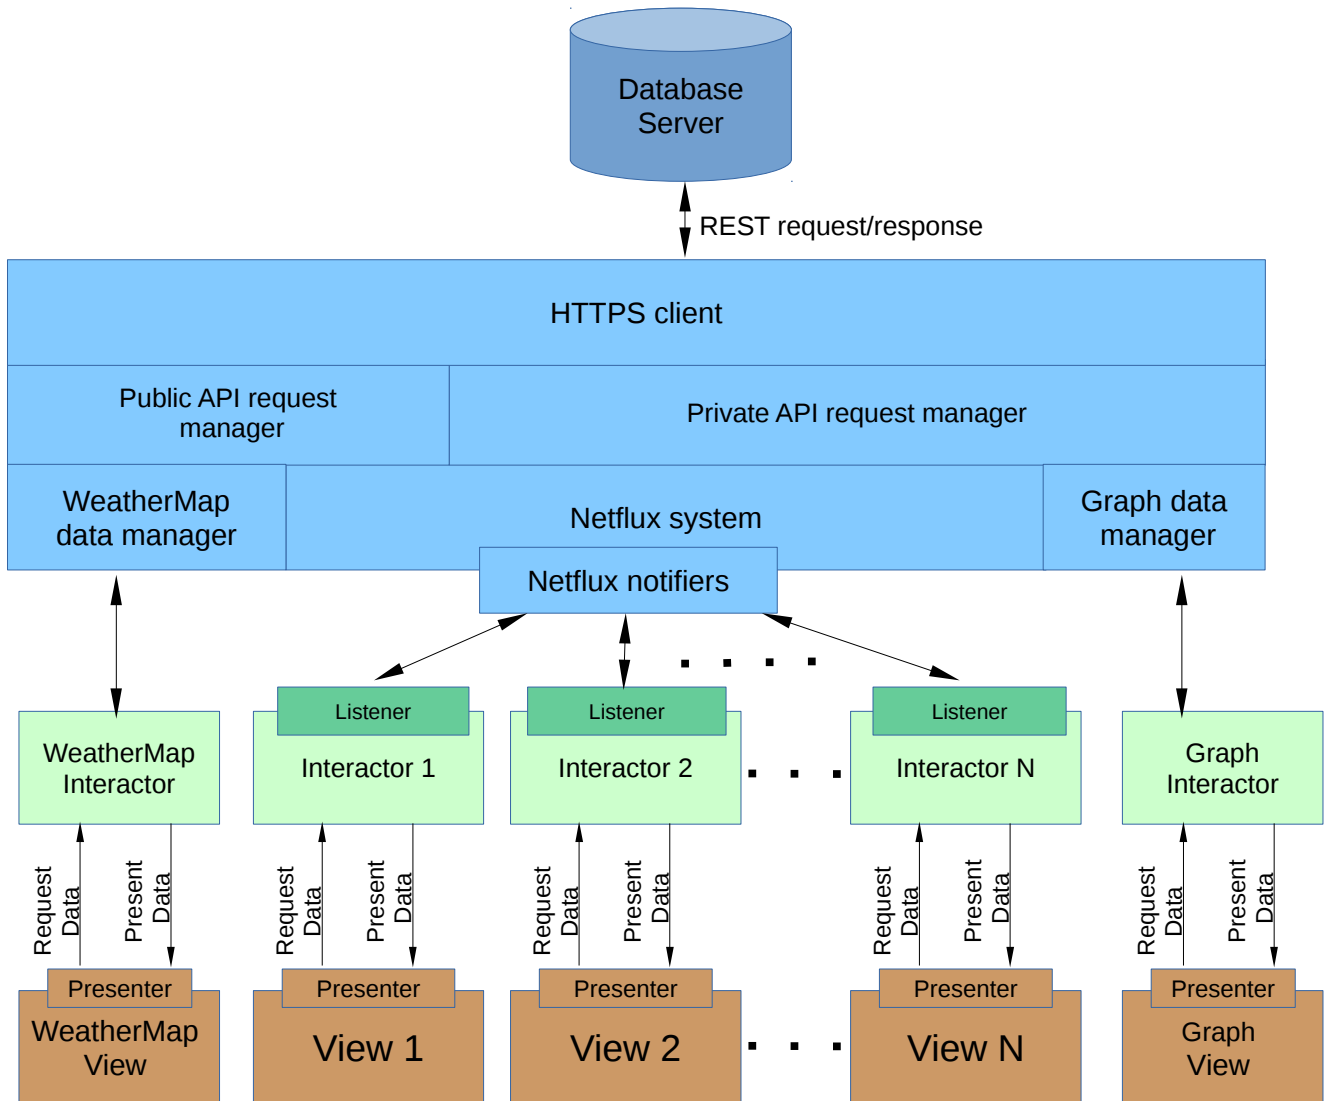 Database
Server
REST request/response
HTTPS client
Public API request
manager
Private API request manager
WeatherMap
data manager
Netflux system
Graph data
manager
Netflux notifiers
Listener
Listener
Listener
WeatherMap
Interactor
Interactor 1
Interactor 2
Interactor N
Graph
Interactor
Request
Data
Present
Data
Request
Data
Present
Data
Request
Data
Present
Data
Request
Data
Present
Data
Request
Data
Present
Data
Presenter
Presenter
Presenter
Presenter
Presenter
WeatherMap
View
View 1
View 2
View N
Graph
View